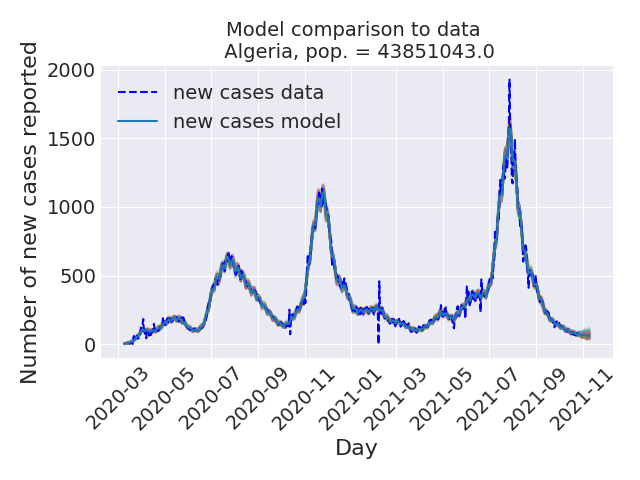 Model comparison to data
Algeria, pop. = 43851043.0
Number of new cases reported
2000
1500
1000
500
0
new cases data
new cases model
2020-03
2020-05
2020-07
2020-09
2020-11
2021-01
2021-03
2021-05
2021-07
2021-09
2021-11
Day